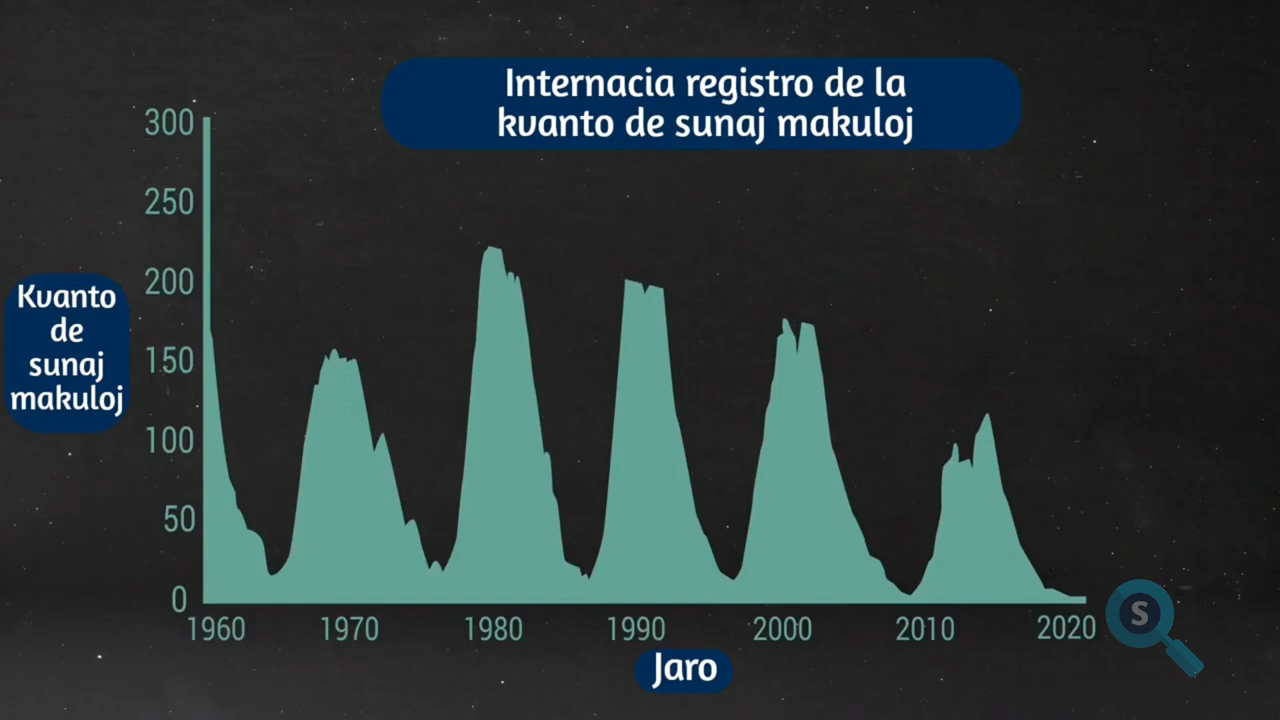 Internacia registro de la
kvanto de sunaj makuloj
300
250
200
150
100
50
0
Kvanto
de
sunaj
makuloj
1960 1970 1980 1990 2000 2010 2020
Jaro
S